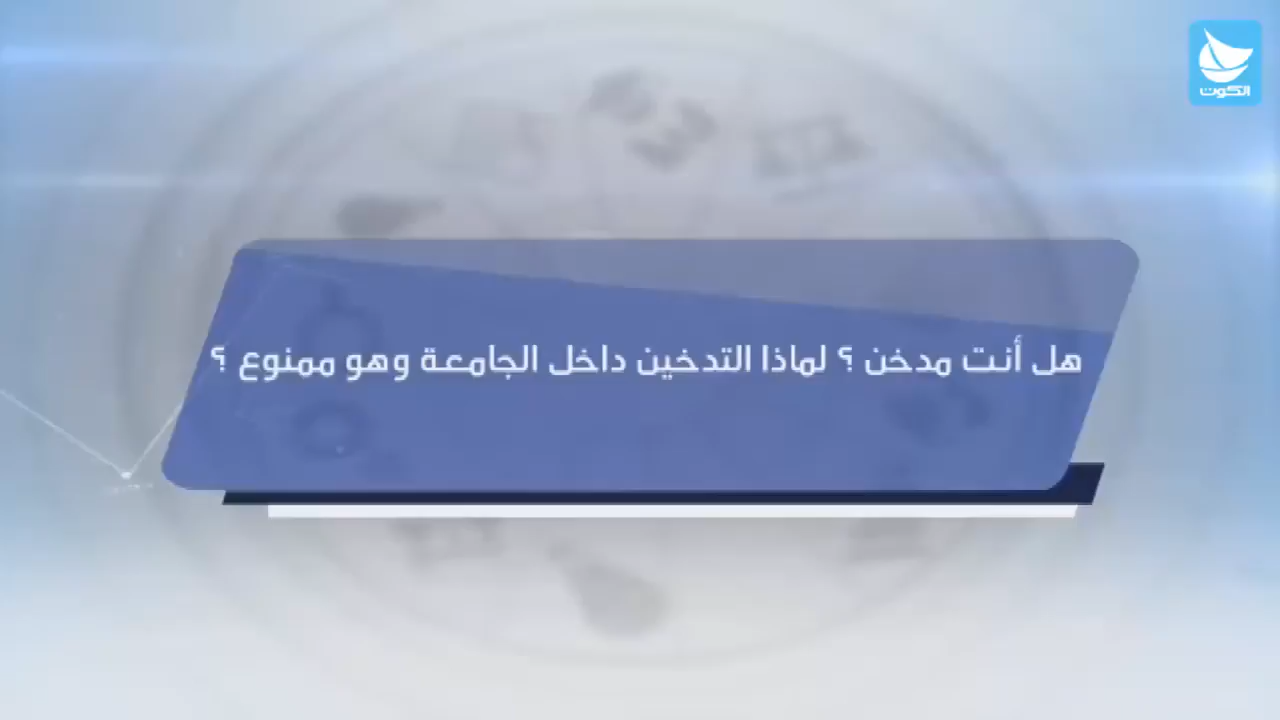 الكوت
هل أنت مدخن ؟ لماذا التدخين داخل الجامعة وهو ممنوع ؟